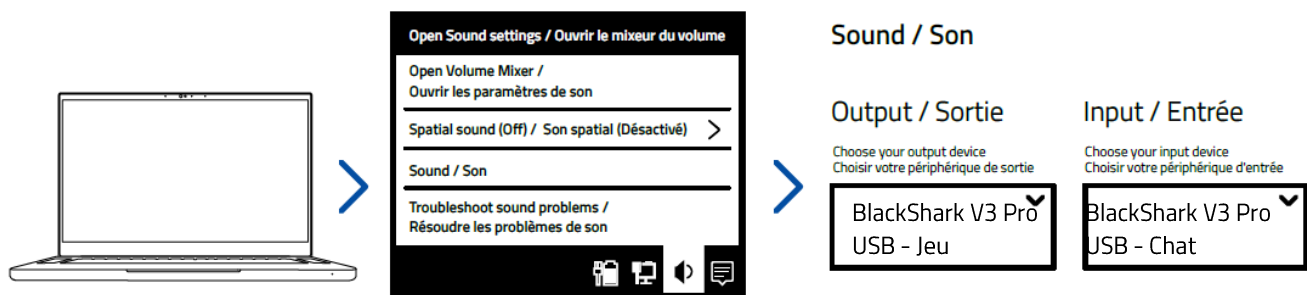 Open Sound settings / Ouvrir le mixeur du volume
Open Volume Mixer /
Ouvrir les paramètres de son
Spatial sound (Off) / Son spatial (Désactivé)
Sound / Son
Troubleshoot sound problems /
Résoudre les problèmes de son
Sound / Son
Output / Sortie
Choose your output device
Choisir votre périphérique de sortie
BlackShark V3 Pro
USB - Jeu
Input / Entrée
Choose your input device
Choisir votre périphérique d'entrée
BlackShark V3 Pro
USB - Chat